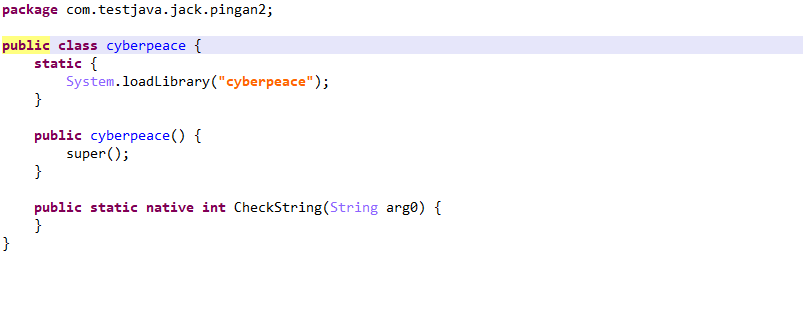 package com.testjava.jack.pingan2;
public class cyberpeace {
static {
System.loadLibrary("cyberpeace");
}
public cyberpeace() {
super();
}
public static native int CheckString(String arg0) {
}
}